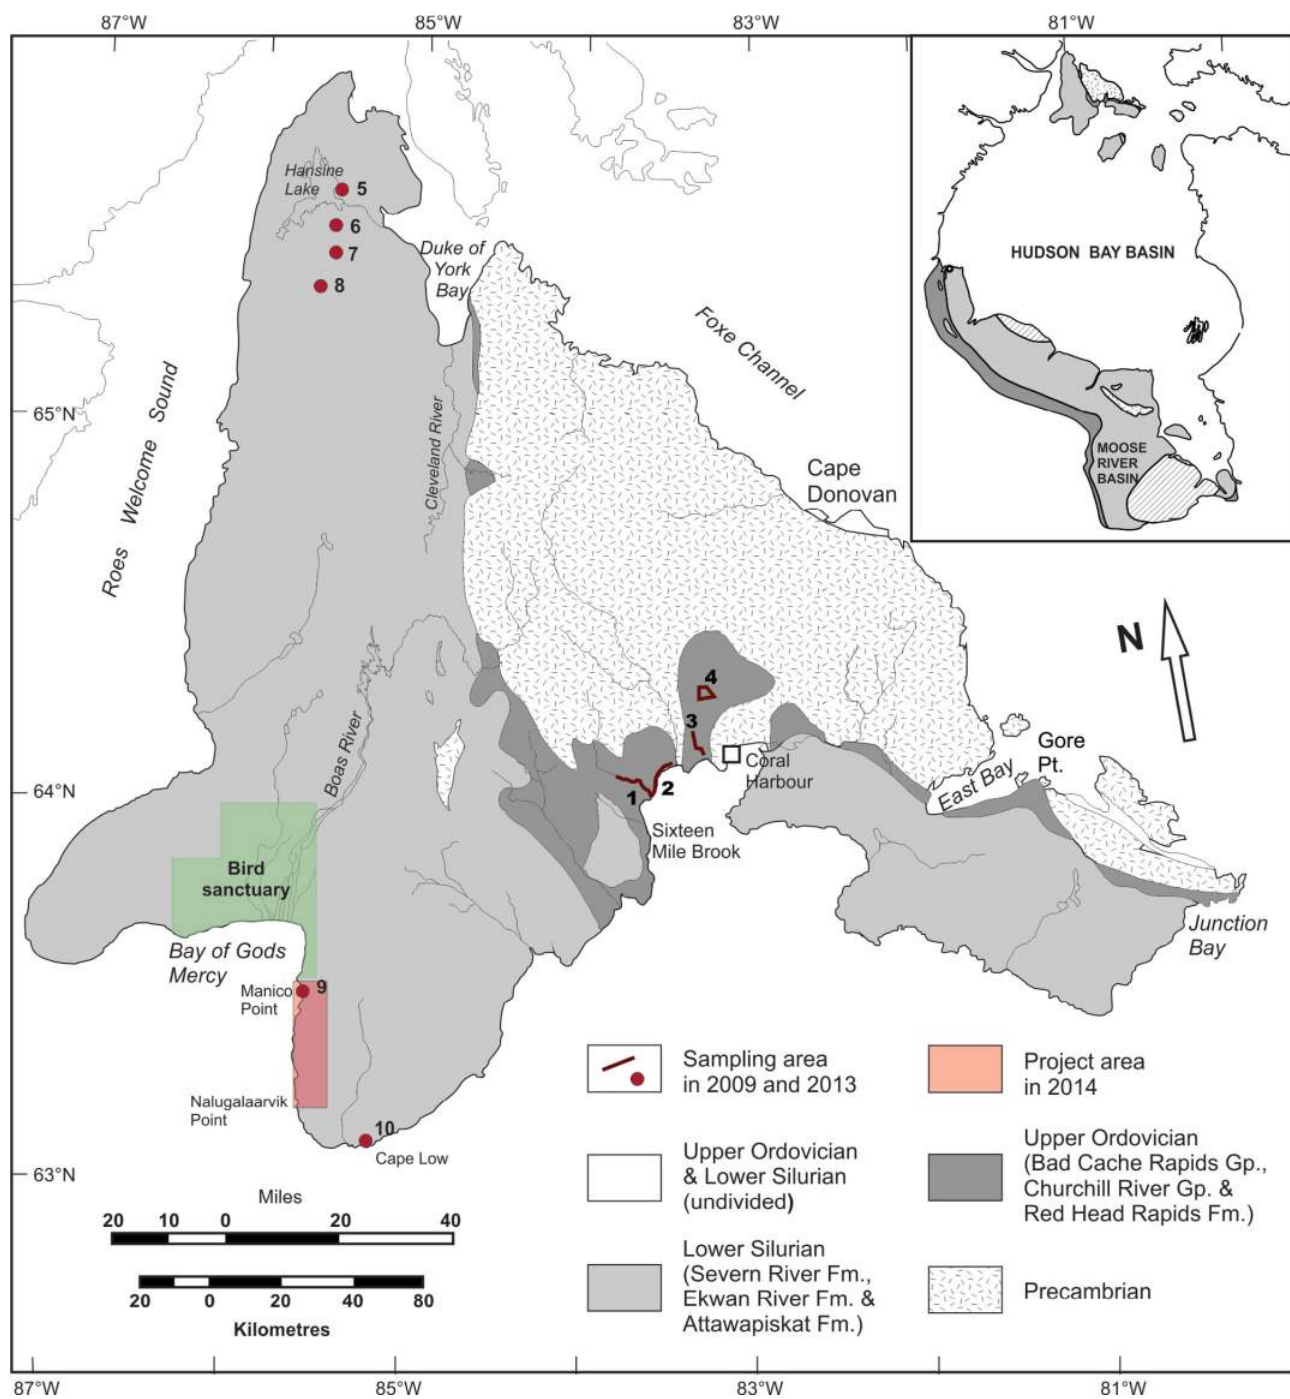 87°W
85°W
83°W
81°W
Hansine
Lake
5
6
7
8
Duke of
York
Bay
Foxe Channel
HUDSON BAY BASIN
MOOSE
RIVER
BASIN
65°N
Roes Welcome Sound
Cleveland River
Cape
Donovan
N
4
3
Coral
Harbour
Gore
Pt.
East Bay
Boas River
64°N
1
2
Sixteen
Mile Brook
Bird
sanctuary
Bay of Gods
Mercy
Junction
Bay
Manico
Point
9
Nalugalaarvik
Point
10
Cape Low
63°N
Sampling area
in 2009 and 2013
Project area
in 2014
Upper Ordovician
& Lower Silurian
(undivided)
Upper Ordovician
(Bad Cache Rapids Gp.,
Churchill River Gp. &
Red Head Rapids Fm.)
Lower Silurian
(Severn River Fm.,
Ekwan River Fm. &
Attawapiskat Fm.)
Precambrian
Miles
20 10 0 20 40
20 0 20 40 80
Kilometres
87°W
85°W
83°W
81°W